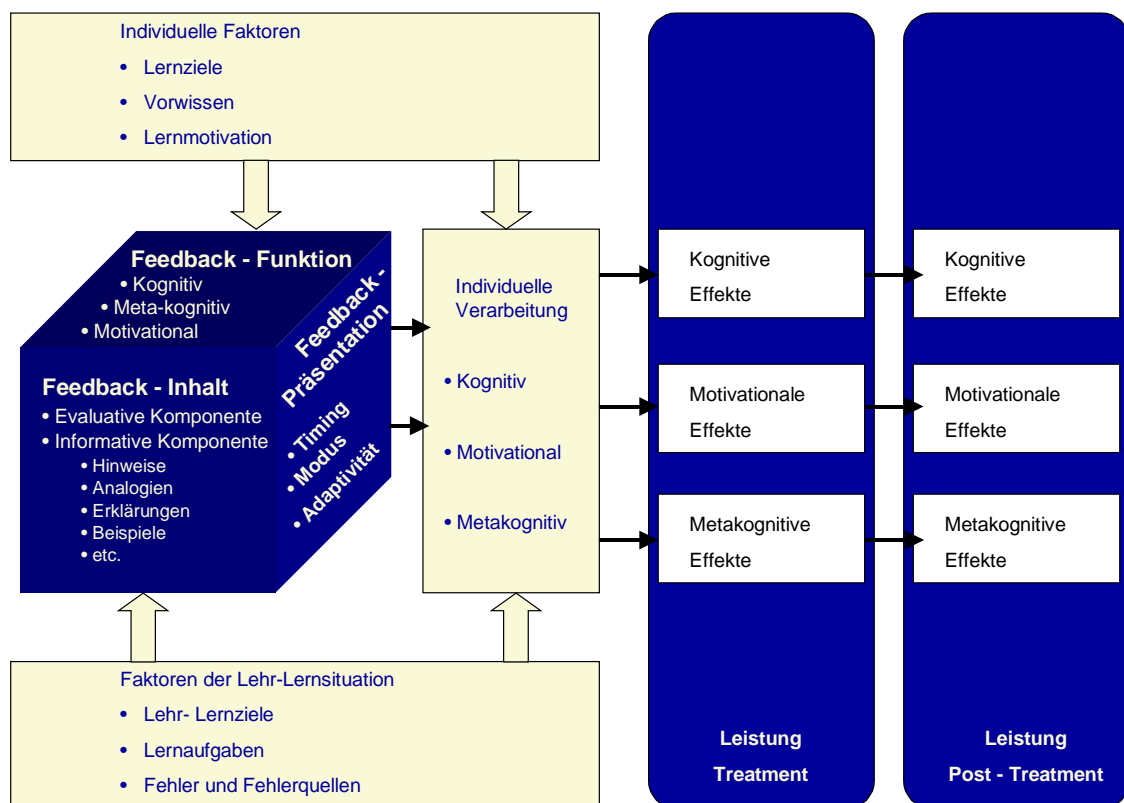 Individuelle Faktoren
• Lernziele
• Vorwissen
• Lernmotivation
Feedback - Funktion
• Kognitiv
• Meta-kognitiv
• Motivational
Feedback - Inhalt
• Evaluative Komponente
• Informative Komponente
• Hinweise
• Analogien
• Erklärungen
• Beispiele
• etc.
Feedback -
Präsentation
• Timing
• Modus
• Adaptivität
Individuelle
Verarbeitung
• Kognitiv
• Motivational
• Metakognitiv
Kognitive
Effekte
Motivationale
Effekte
Metakognitive
Effekte
Leistung
Treatment
Kognitive
Effekte
Motivationale
Effekte
Metakognitive
Effekte
Leistung
Post - Treatment
Faktoren der Lehr-Lernsituation
• Lehr- Lernziele
• Lernaufgaben
• Fehler und Fehlerquellen